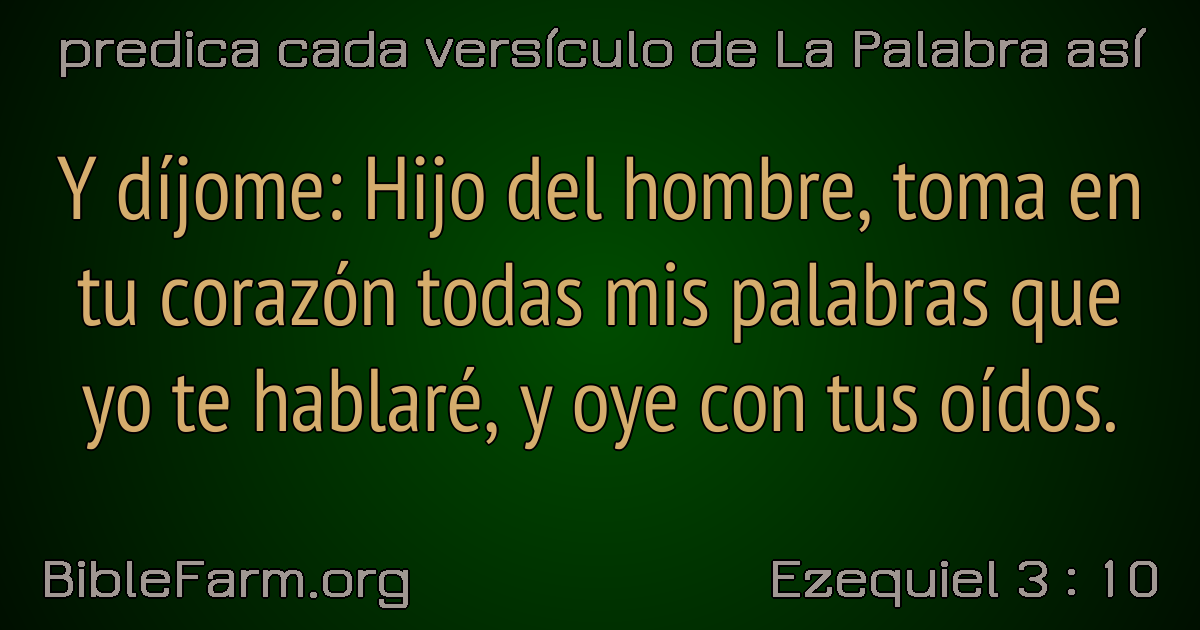 predica cada versículo de La Palabra así
Y díjome: Hijo del hombre, toma en
tu corazón todas mis palabras que
yo te hablaré, y oye con tus oídos.
BibleFarm.org
Ezequiel 3 : 10